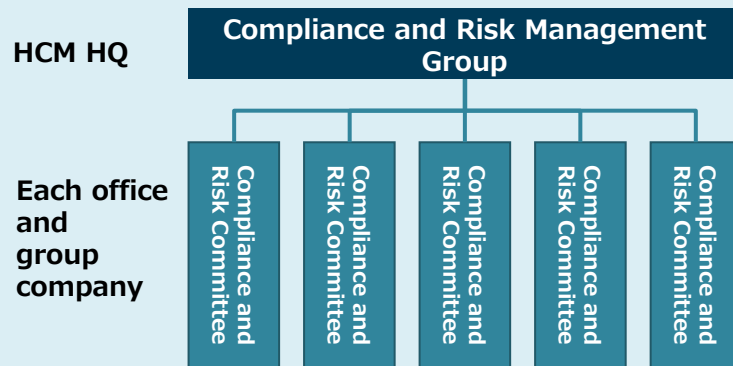 HCM HQ
Compliance and Risk Management
Group
Each office
and
group
company
Compliance and
Risk Committee
Compliance and
Risk Committee
Compliance and
Risk Committee
Compliance and
Risk Committee
Compliance and
Risk Committee